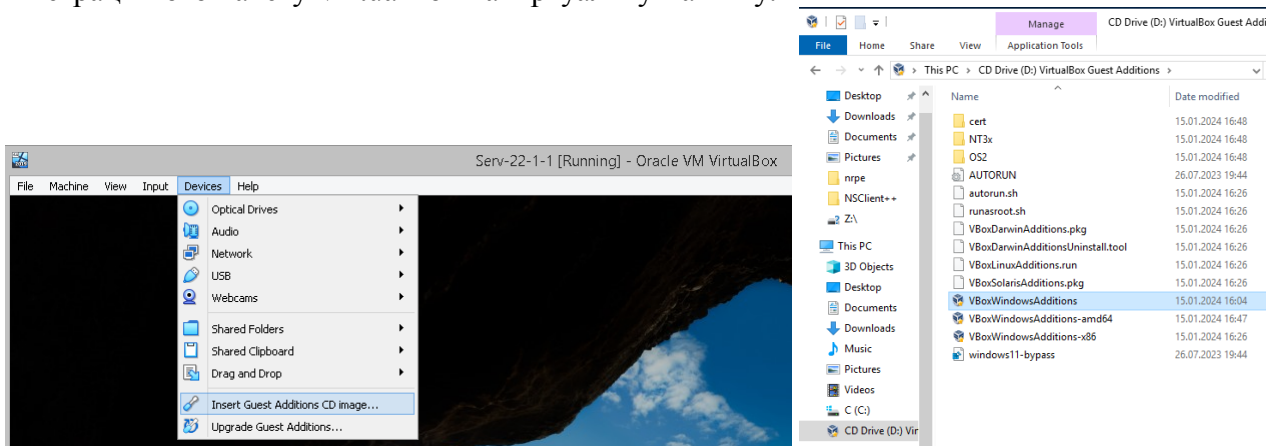 Serv-22-1-1 [Running] - Oracle VM VirtualBox
File Machine View Input Devices Help
Optical Drives
Audio
Network
USB
Webcams
Shared Folders
Shared Clipboard
Drag and Drop
Insert Guest Additions CD image...
Upgrade Guest Additions...
Manage CD Drive (D:) VirtualBox Guest Addi
File Home Share View Application Tools
This PC > CD Drive (D:) VirtualBox Guest Additions >
Desktop
Downloads
Documents
Pictures
nrpe
NSClient++
Z:\
This PC
3D Objects
Desktop
Documents
Downloads
Music
Pictures
Videos
C (C:)
CD Drive (D:) Vir
Name Date modified
cert 15.01.2024 16:48
NT3x 15.01.2024 16:48
OS2 15.01.2024 16:48
AUTORUN 26.07.2023 19:44
autorun.sh 15.01.2024 16:26
runasroot.sh 15.01.2024 16:26
VBoxDarwinAdditions.pkg 15.01.2024 16:26
VBoxDarwinAdditionsUninstall.tool 15.01.2024 16:26
VBoxLinuxAdditions.run 15.01.2024 16:26
VBoxSolarisAdditions.pkg 15.01.2024 16:26
VBoxWindowsAdditions 15.01.2024 16:04
VBoxWindowsAdditions-amd64 15.01.2024 16:47
VBoxWindowsAdditions-x86 15.01.2024 16:26
windows11-bypass 26.07.2023 19:44